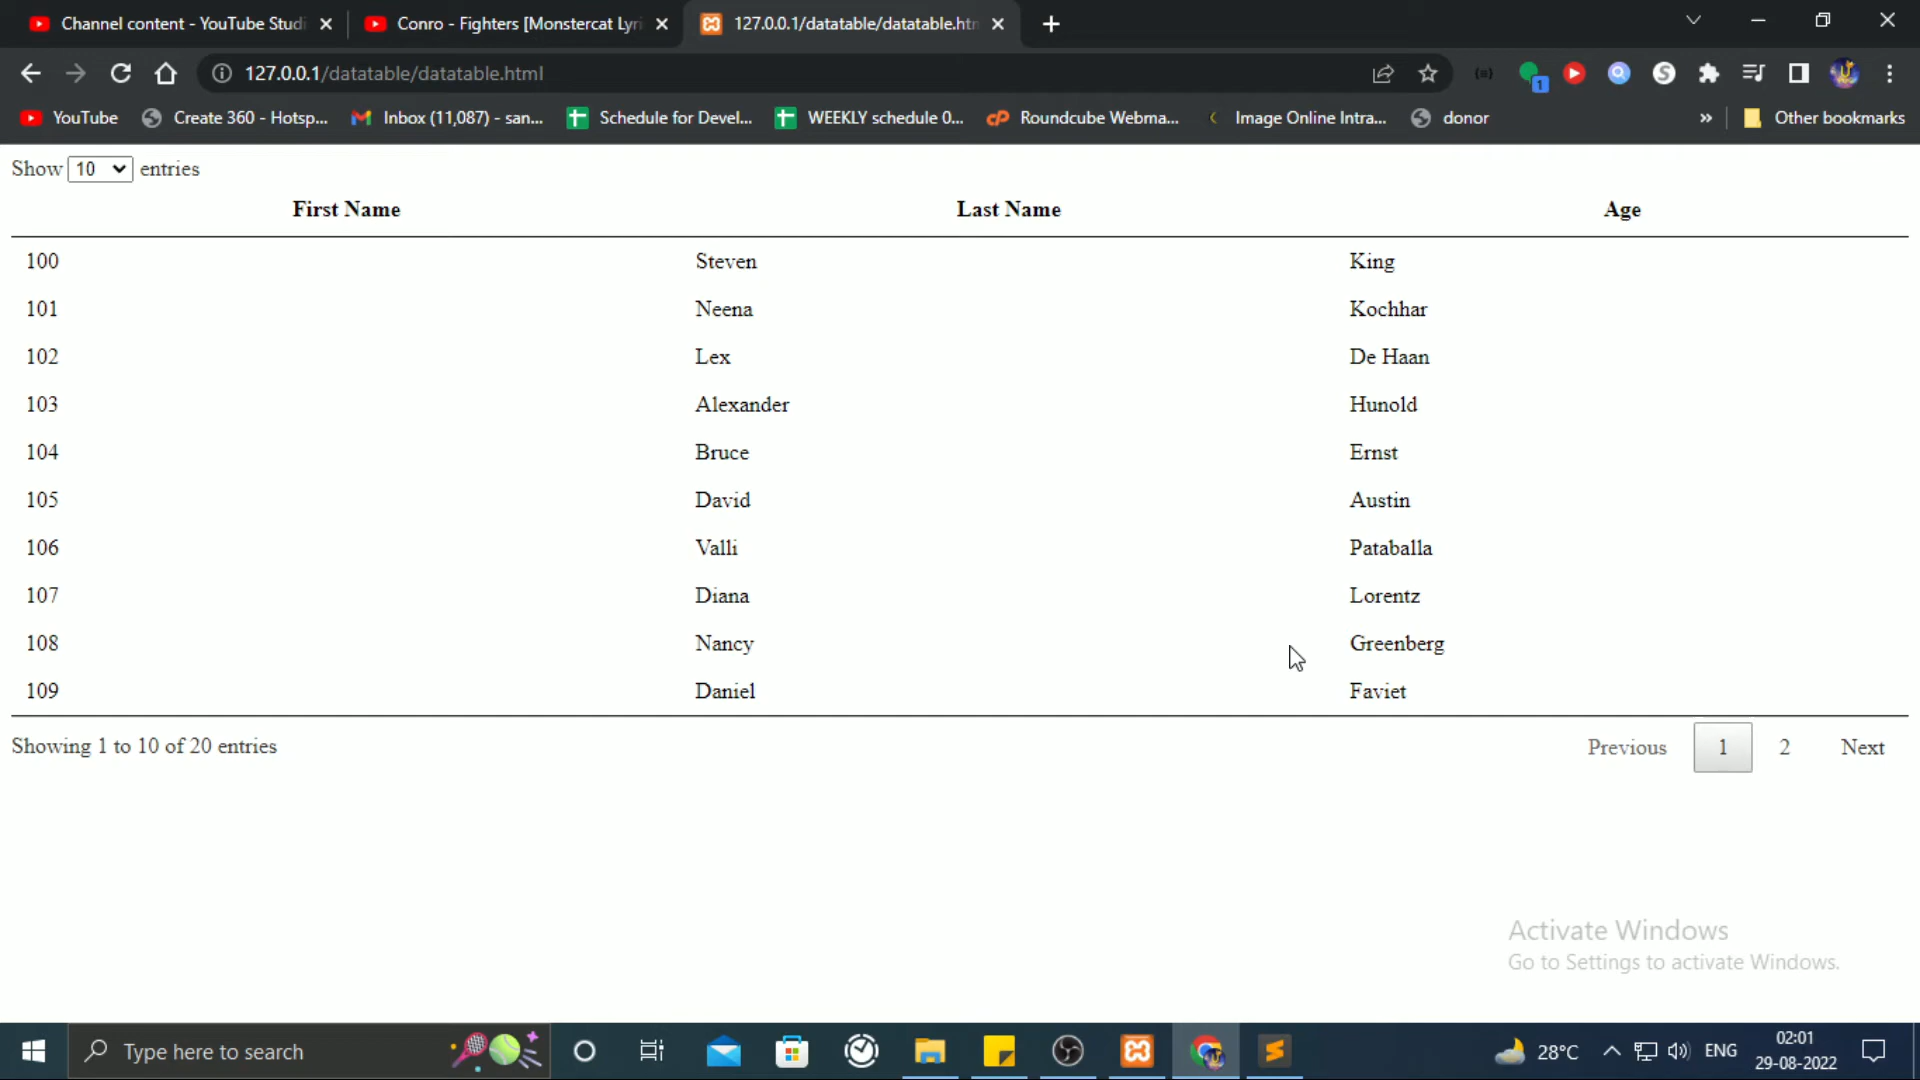 Channel content - YouTube Studi
Conro - Fighters [Monstercat Lyri
127.0.0.1/datatable/datatable.htm
127.0.0.1/datatable/datatable.html
1
YouTube
Create 360 - Hotsp...
Inbox (11,087) - san...
Schedule for Devel...
WEEKLY schedule 0...
Roundcube Webma...
Image Online Intra...
donor
»
Other bookmarks
Show 10 entries
First Name Last Name Age
100 Steven King
101 Neena Kochhar
102 Lex De Haan
103 Alexander Hunold
104 Bruce Ernst
105 David Austin
106 Valli Pataballa
107 Diana Lorentz
108 Nancy Greenberg
109 Daniel Faviet
Showing 1 to 10 of 20 entries
Previous 1 2 Next
Activate Windows
Go to Settings to activate Windows.
Type here to search
28°C
ENG
02:01
29-08-2022